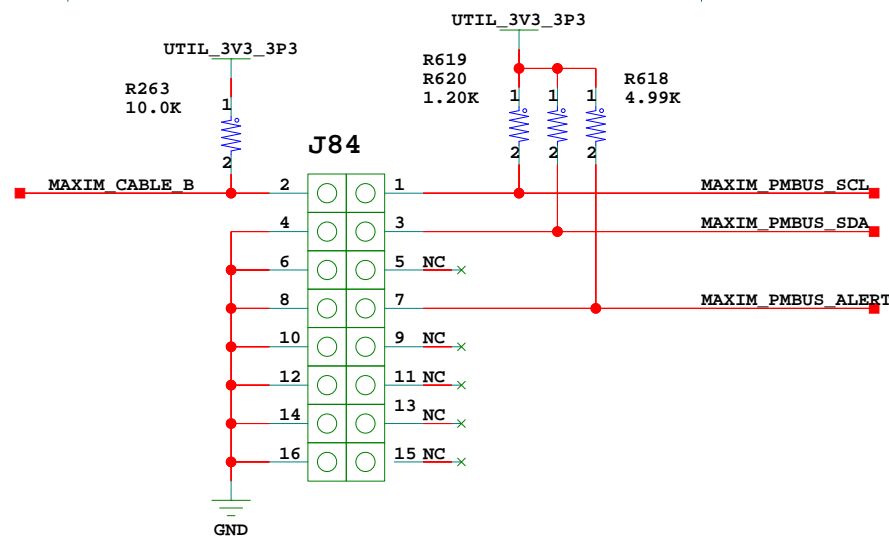 UTIL_3V3_3P3
UTIL_3V3_3P3
R263
10.0K
R619
R620
1.20K
R618
4.99K
1
1
1
1
2
2
2
2
J84
MAXIM_CABLE_B
2
1
MAXIM_PMBUS_SCL
4
3
MAXIM_PMBUS_SDA
6
5
NC
8
7
MAXIM_PMBUS_ALERT
10
9
NC
12
11
NC
14
13
NC
16
15
NC
GND